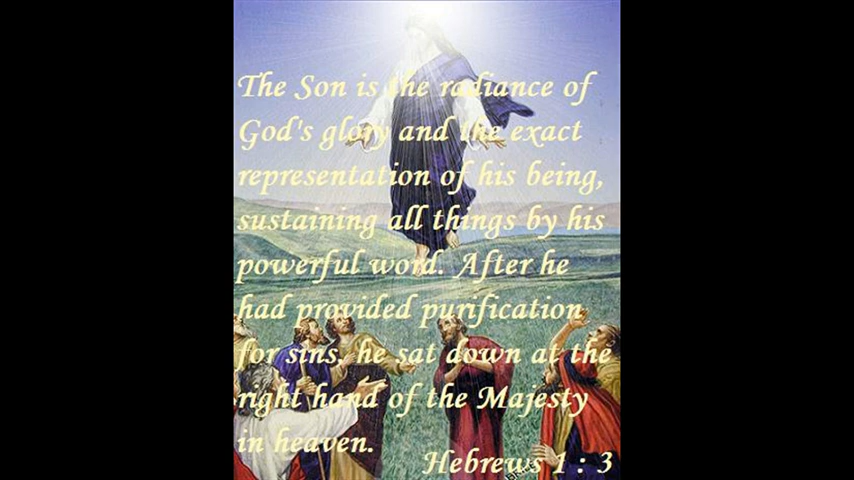 The Son is the radiance of
God's glory and the exact
representation of his being,
sustaining all things by his
powerful word. After he
had provided purification
for sins, he sat down at the
right hand of the Majesty
in heaven.
Hebrews 1 : 3